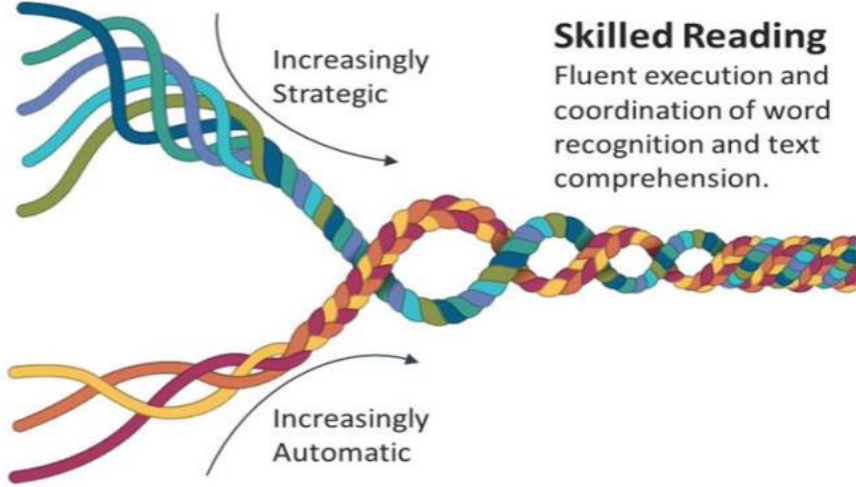 Increasingly
Strategic
Skilled Reading
Fluent execution and
coordination of word
recognition and text
comprehension.
Increasingly
Automatic